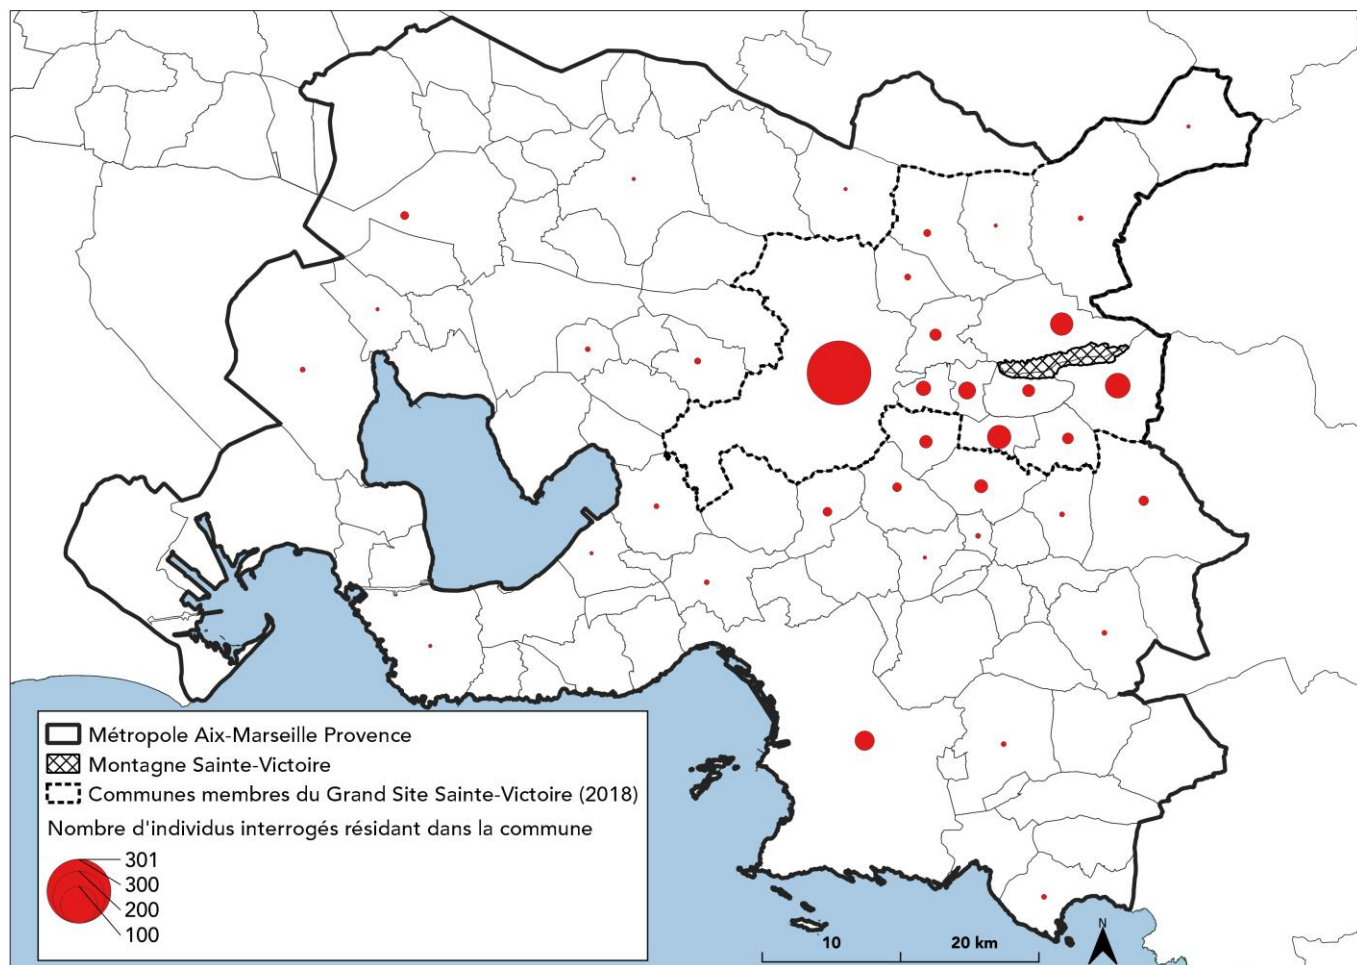 Métropole Aix-Marseille Provence
Montagne Sainte-Victoire
Communes membres du Grand Site Sainte-Victoire (2018)
Nombre d'individus interrogés résidant dans la commune
301
300
200
100
10
20 km
N